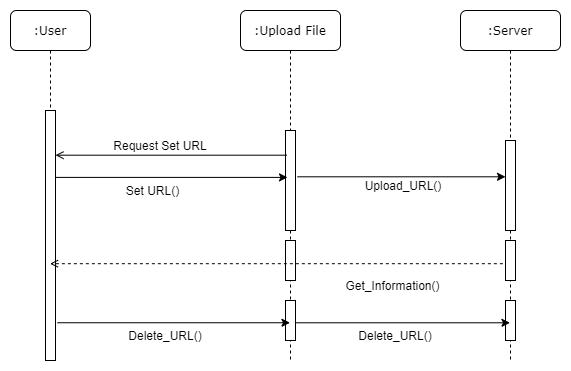 :User
:Upload File
:Server
Request Set URL
Set URL()
Upload_URL()
Get_Information()
Delete_URL()
Delete_URL()